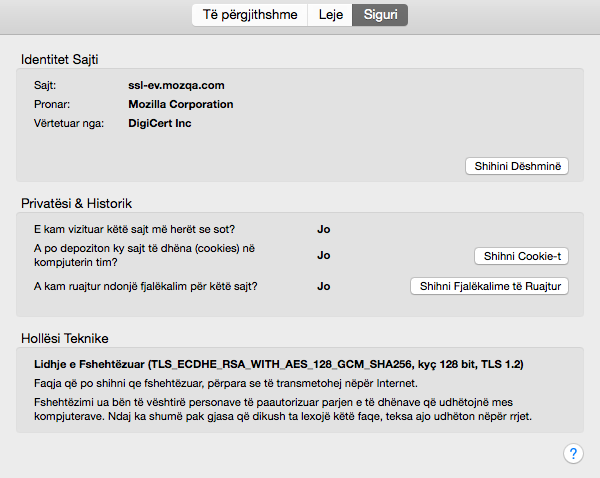 Të përgjithshme Leje Siguri
Identitet Sajti
Sajt: ssl-ev.mozqa.com
Pronar: Mozilla Corporation
Vërtetuar nga: DigiCert Inc
Shihini Dëshminë
Privatësi & Historik
E kam vizituar këtë sajt më herët se sot? Jo
A po depoziton ky sajt të dhëna (cookies) në
kompjuterin tim? Jo Shihni Cookie-t
A kam ruajtur ndonjë fjalëkalim për këtë sajt? Jo Shihni Fjalëkalime të Ruajtur
Hollësi Teknike
Lidhje e Fshehtëzuar (TLS_ECDHE_RSA_WITH_AES_128_GCM_SHA256, kyç 128 bit, TLS 1.2)
Faqja që po shihni qe fshehtëzuar, përpara se të transmetohej nëpër Internet.
Fshehtëzimi ua bën të vështirë personave të paautorizuar parjen e të dhënave që udhëtojnë mes
kompjuterave. Ndaj ka shumë pak gjasa që dikush ta lexojë këtë faqe, teksa ajo udhëton nëpër rrjet.
?